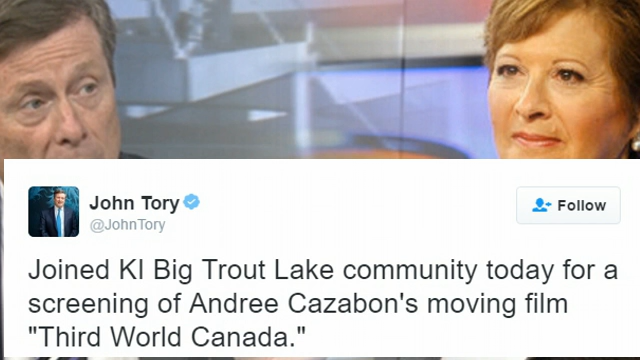 John Tory
@JohnTory
Follow
Joined KI Big Trout Lake community today for a
screening of Andree Cazabon's moving film
"Third World Canada."